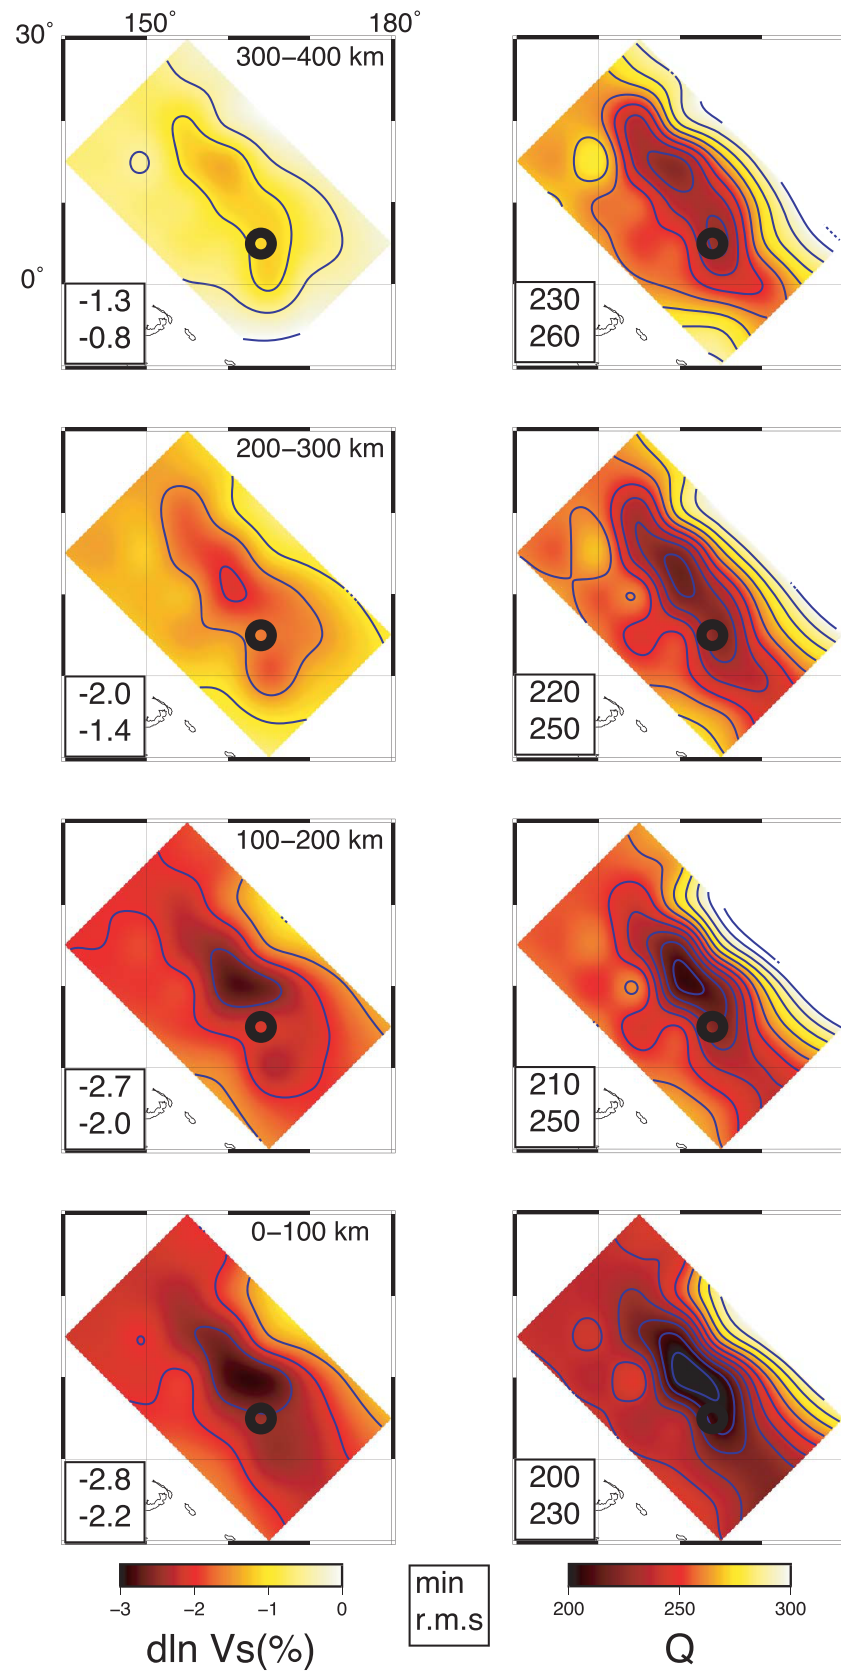 150° 180°
30°
300−400 km
0°
-1.3
-0.8
230
260
200−300 km
-2.0
-1.4
220
250
100−200 km
-2.7
-2.0
210
250
0−100 km
-2.8
-2.2
200
230
−3 −2 −1 0
dln Vs(%)
min
r.m.s
200 250 300
Q